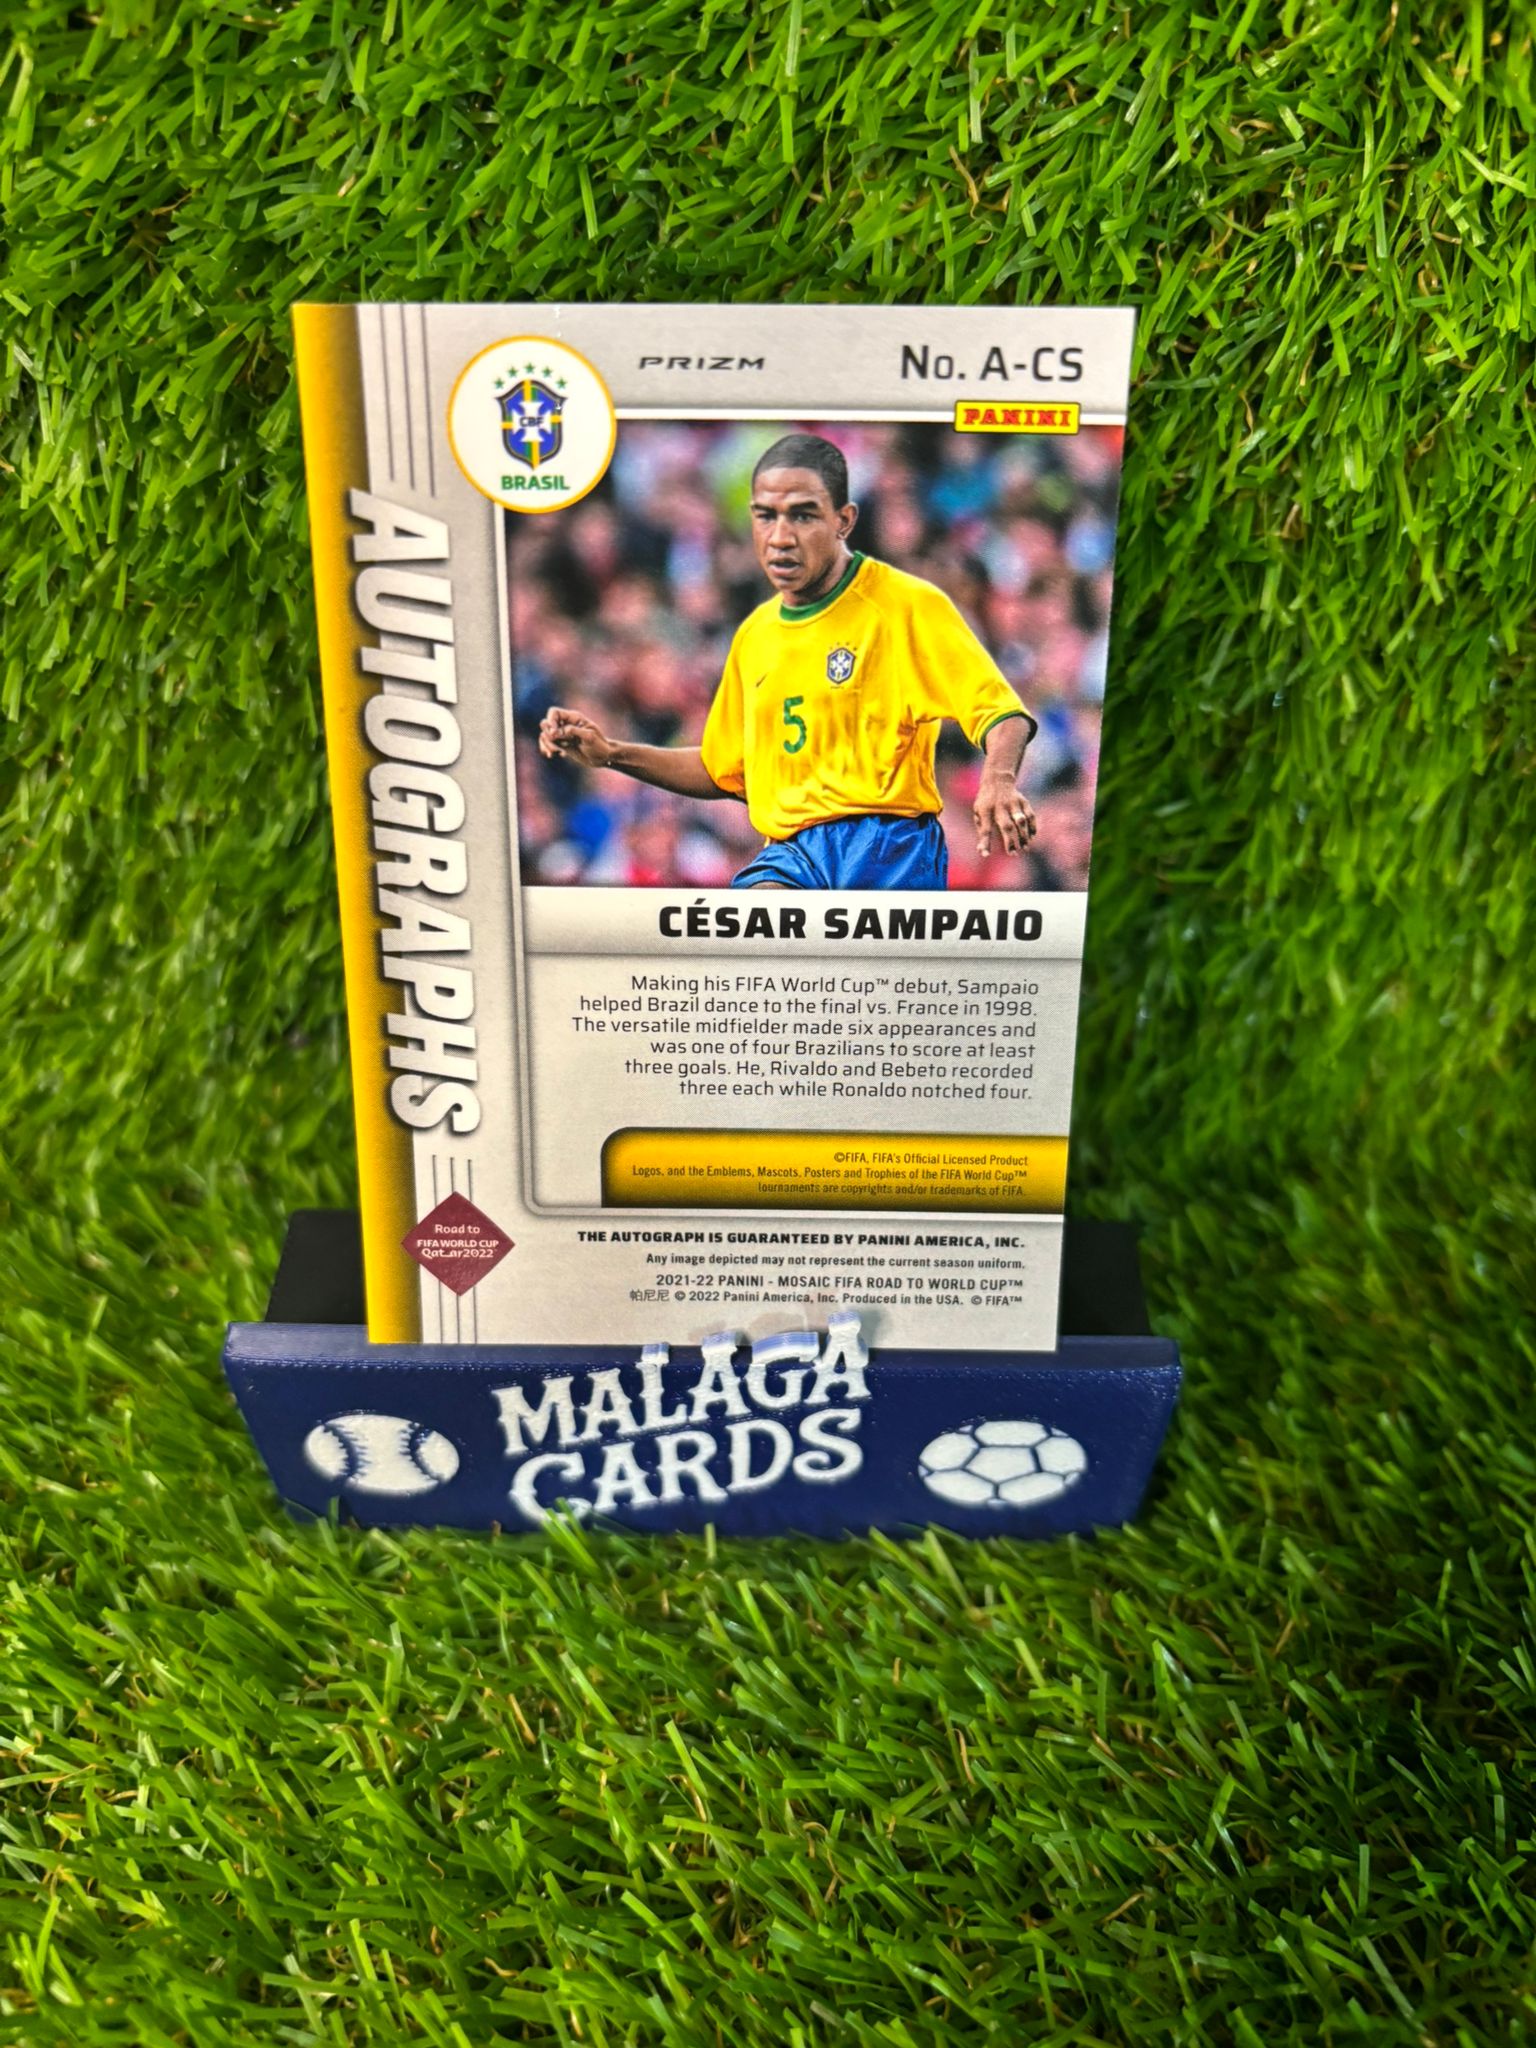 PRIZM
No. A-CS
PANINI
CBF
BRASIL
AUTOGRAPHS
5
CÉSAR SAMPAIO
Making his FIFA World Cup™ debut, Sampaio
helped Brazil dance to the final vs. France in 1998.
The versatile midfielder made six appearances and
was one of four Brazilians to score at least
three goals. He, Rivaldo and Bebeto recorded
three each while Ronaldo notched four.
©FIFA, FIFA's Official Licensed Product
Logos, and the Emblems, Mascots, Posters and Trophies of the FIFA World Cup™
tournaments are copyrights and/or trademarks of FIFA.
Road to
FIFA WORLD CUP
Qatar2022
THE AUTOGRAPH IS GUARANTEED BY PANINI AMERICA, INC.
Any image depicted may not represent the current season uniform.
2021-22 PANINI - MOSAIC FIFA ROAD TO WORLD CUP™
帕尼尼 © 2022 Panini America, Inc. Produced in the USA. © FIFA™
MALAGA
CARDS